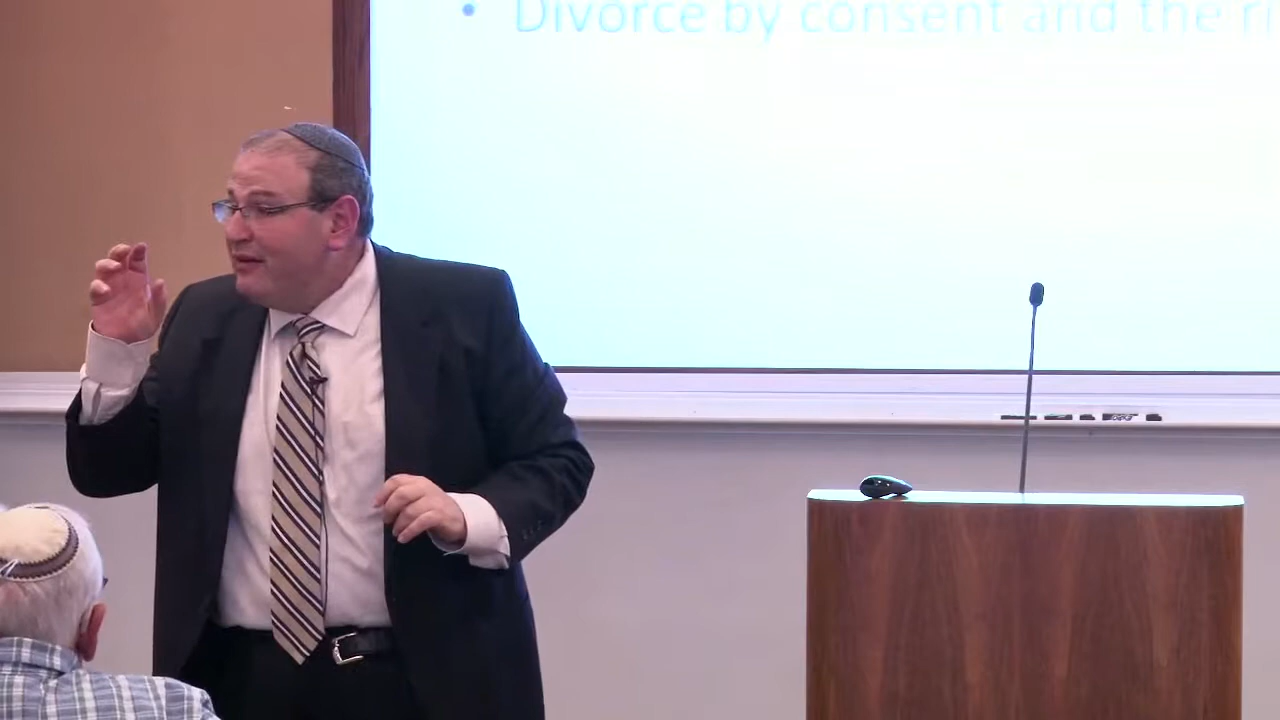 • Divorce by consent and the